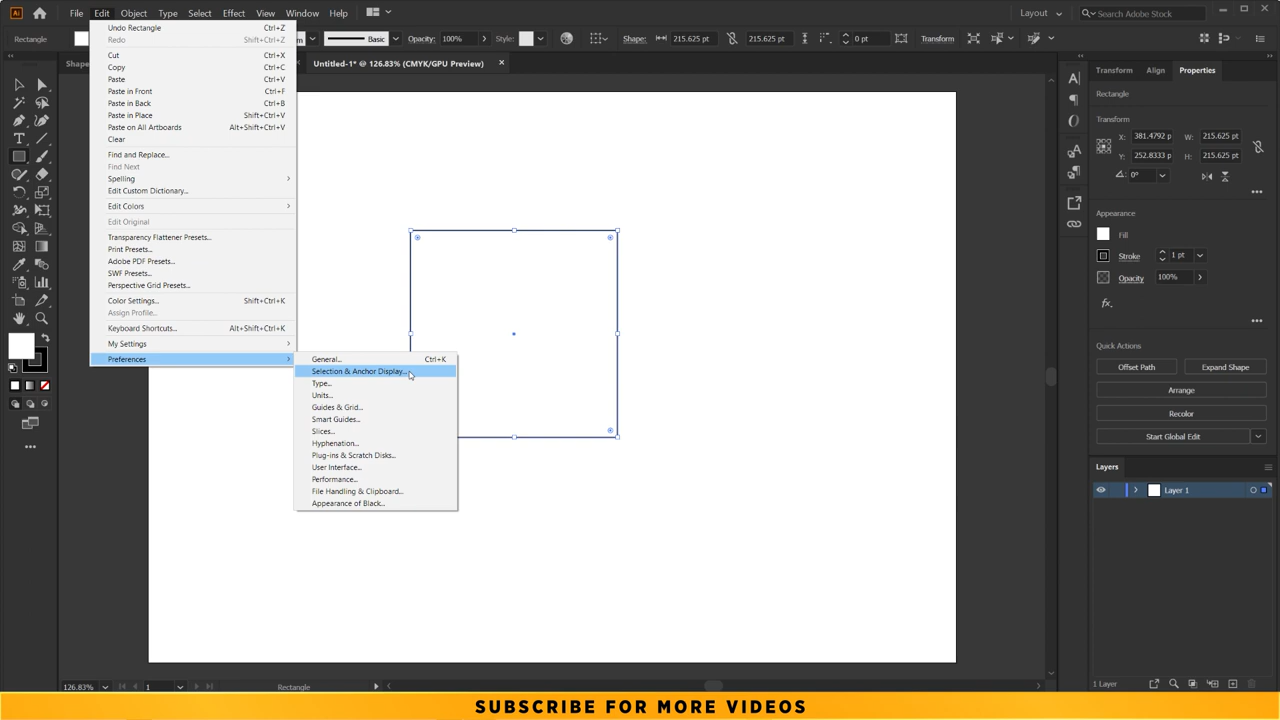 Ai File Edit Object Type Select Effect View Window Help Layout Search Adobe Stock
Rectangle Basic Opacity: 100% Style: Shape: 215.625 pt 215.625 pt 0 pt Transform
Untitled-1* @ 126.83% (CMYK/GPU Preview)
Undo Rectangle Ctrl+Z
Redo Shift+Ctrl+Z
Cut Ctrl+X
Copy Ctrl+C
Paste Ctrl+V
Paste in Front Ctrl+F
Paste in Back Ctrl+B
Paste in Place Shift+Ctrl+V
Paste on All Artboards Alt+Shift+Ctrl+V
Clear
Find and Replace...
Find Next
Spelling
Edit Custom Dictionary...
Edit Colors
Edit Original
Transparency Flattener Presets...
Print Presets...
Adobe PDF Presets...
SWF Presets...
Perspective Grid Presets...
Color Settings... Shift+Ctrl+K
Assign Profile...
Keyboard Shortcuts... Alt+Shift+Ctrl+K
My Settings
Preferences
General... Ctrl+K
Selection & Anchor Display...
Type...
Units...
Guides & Grid...
Smart Guides...
Slices...
Hyphenation...
Plug-ins & Scratch Disks...
User Interface...
Performance...
File Handling & Clipboard...
Appearance of Black...
Transform Align Properties
Rectangle
Transform
X: 381.4792 p W: 215.625 pt
Y: 252.8333 p H: 215.625 pt
0°
Appearance
Fill
Stroke 1 pt
Opacity 100%
fx.
Quick Actions
Offset Path Expand Shape
Arrange
Recolor
Start Global Edit
Layers
Layer 1
1 Layer
126.83% 1 Rectangle
SUBSCRIBE FOR MORE VIDEOS